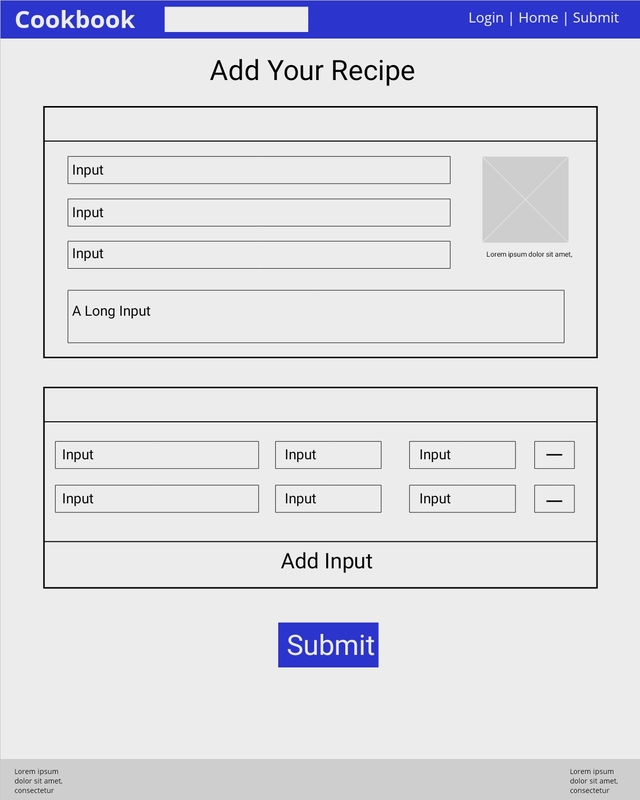 Cookbook
Login | Home | Submit
Add Your Recipe
Input
Input
Input
Lorem ipsum dolor sit amet,
A Long Input
Input Input Input —
Input Input Input —
Add Input
Submit
Lorem ipsum
dolor sit amet,
consectetur
Lorem ipsum
dolor sit amet,
consectetur